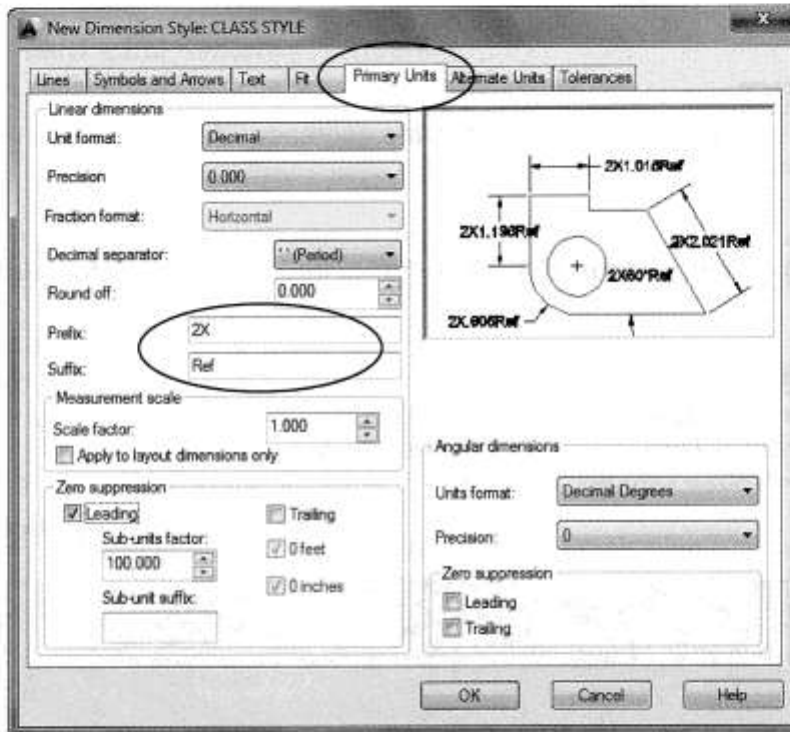 New Dimension Style: CLASS STYLE
Lines
Symbols and Arrows
Text
Fit
Primary Units
Alternate Units
Tolerances
Linear dimensions
Unit format: Decimal
Precision 0.000
Fraction format: Horizontal
Decimal separator: '.' (Period)
Round off: 0.000
Prefix: 2X
Suffix: Ref
Measurement scale
Scale factor: 1.000
Apply to layout dimensions only
Zero suppression
Leading
Trailing
Sub-units factor:
0 feet
100.000
0 inches
Sub-unit suffix:
2X1.016Ref
2X1.196Ref
2X2.021Ref
2X60°Ref
2X.606Ref
Angular dimensions
Units format: Decimal Degrees
Precision: 0
Zero suppression
Leading
Trailing
OK
Cancel
Help